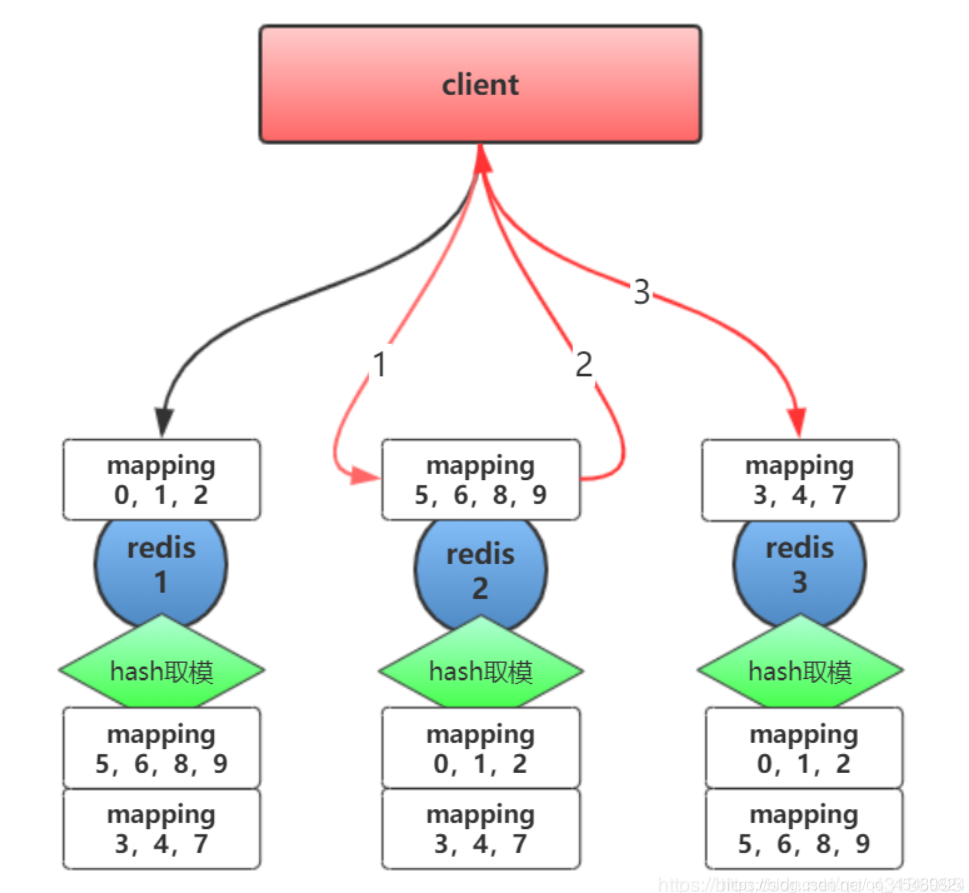 client
3
1
2
mapping
0, 1, 2
mapping
5, 6, 8, 9
mapping
3, 4, 7
redis
1
redis
2
redis
3
hash取模
hash取模
hash取模
mapping
5, 6, 8, 9
mapping
0, 1, 2
mapping
0, 1, 2
mapping
3, 4, 7
mapping
3, 4, 7
mapping
5, 6, 8, 9